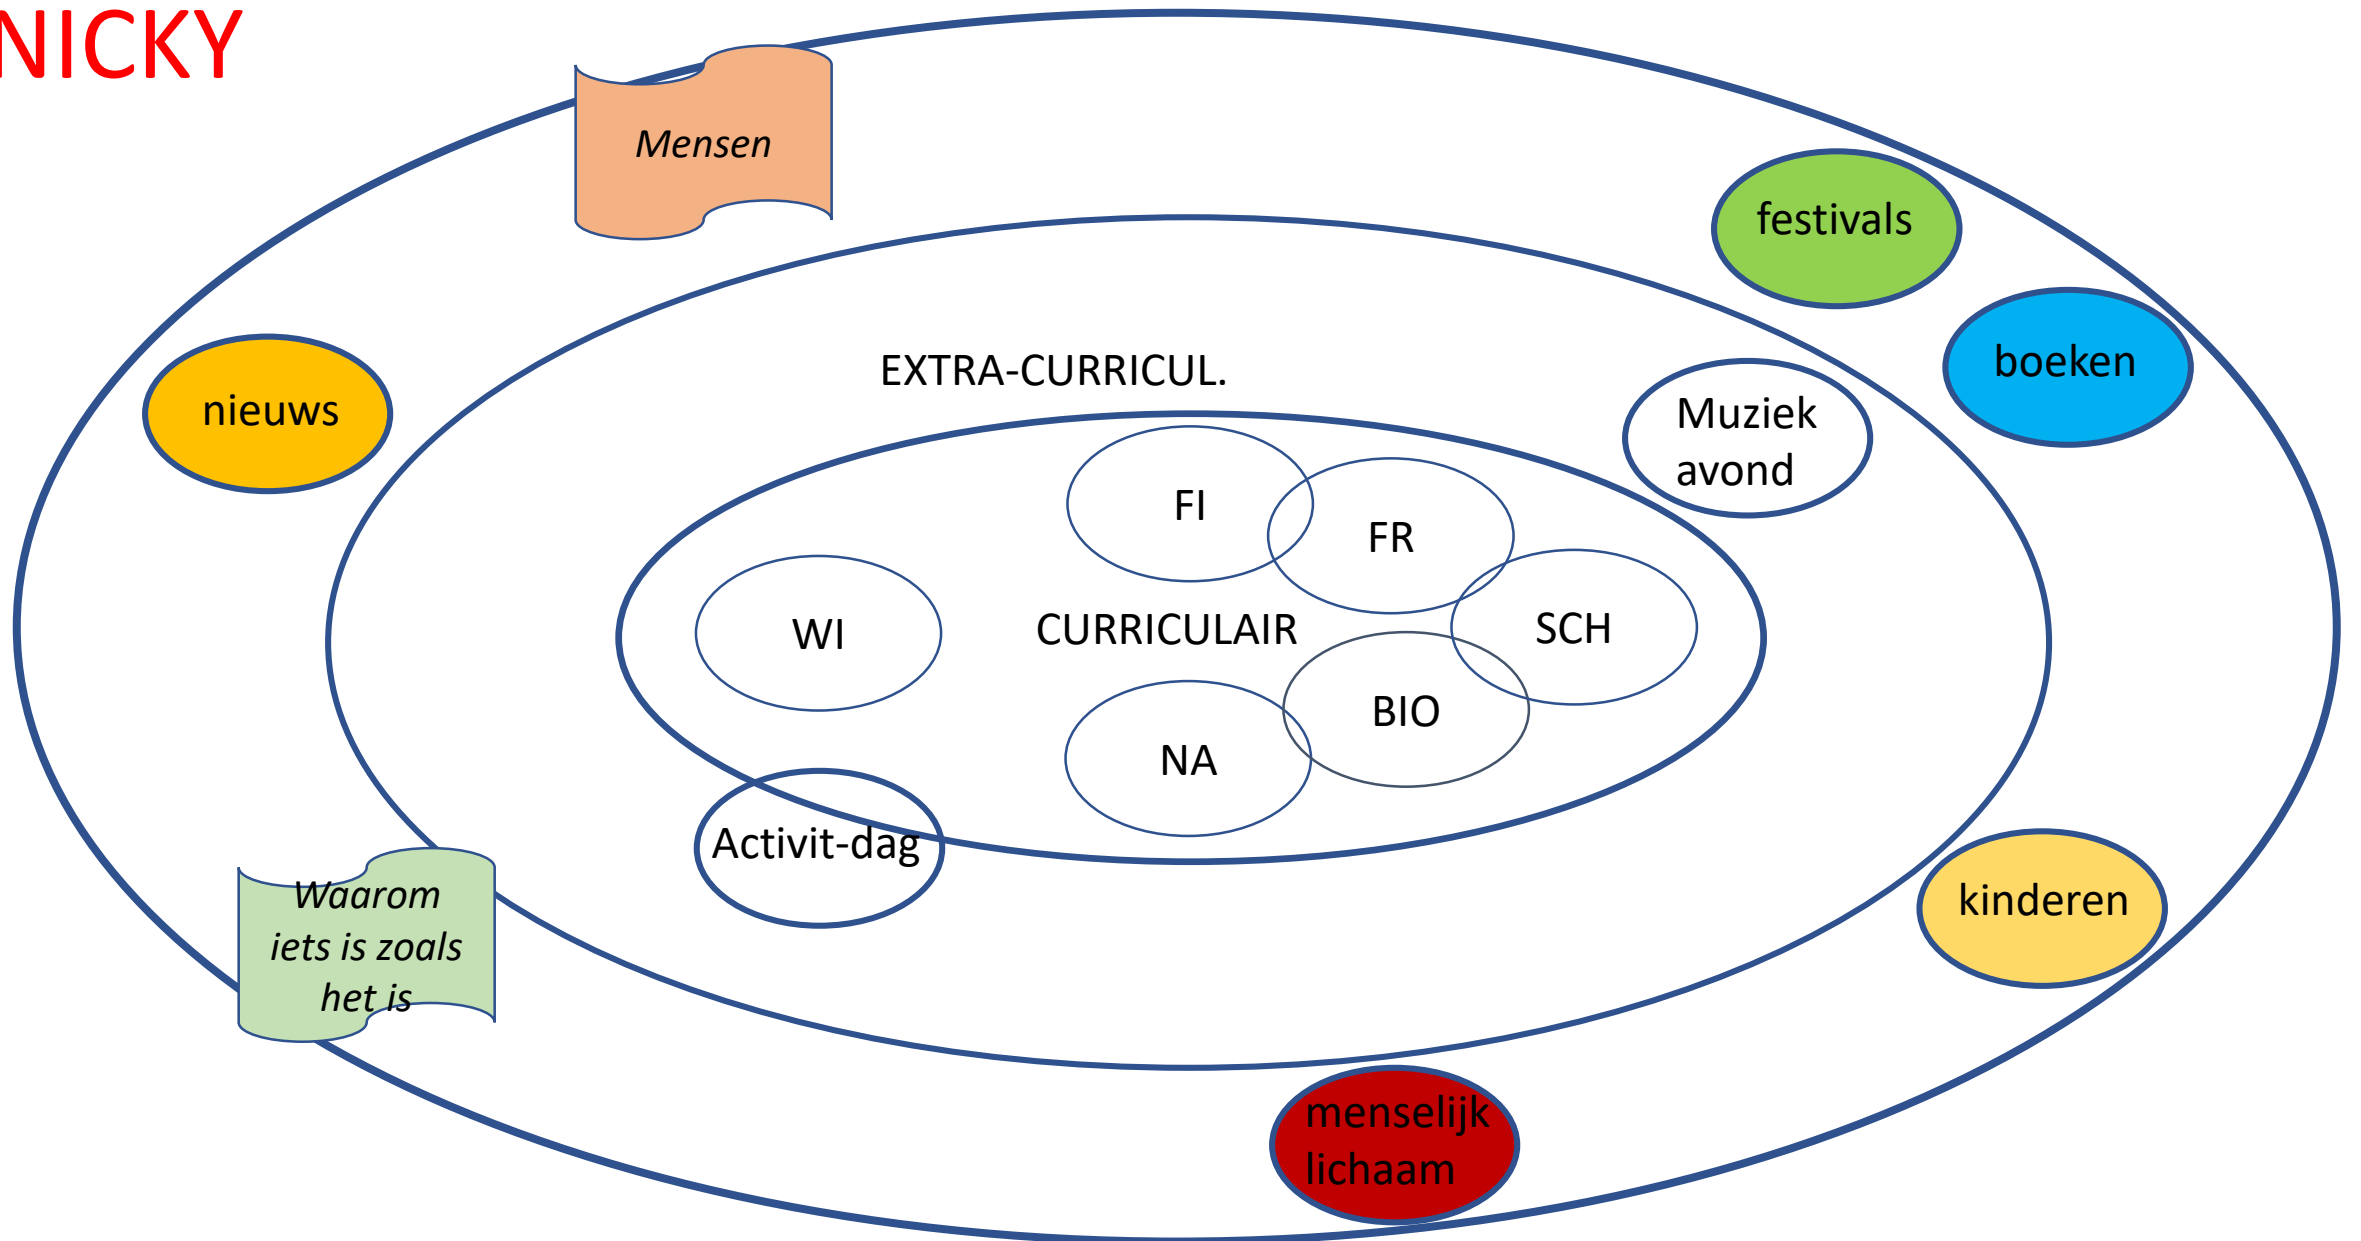 NICKY
Mensen
festivals
boeken
nieuws
EXTRA-CURRICUL.
Muziek
avond
FI
FR
WI
CURRICULAIR
SCH
BIO
NA
Activit-dag
Waarom
iets is zoals
het is
kinderen
menselijk
lichaam